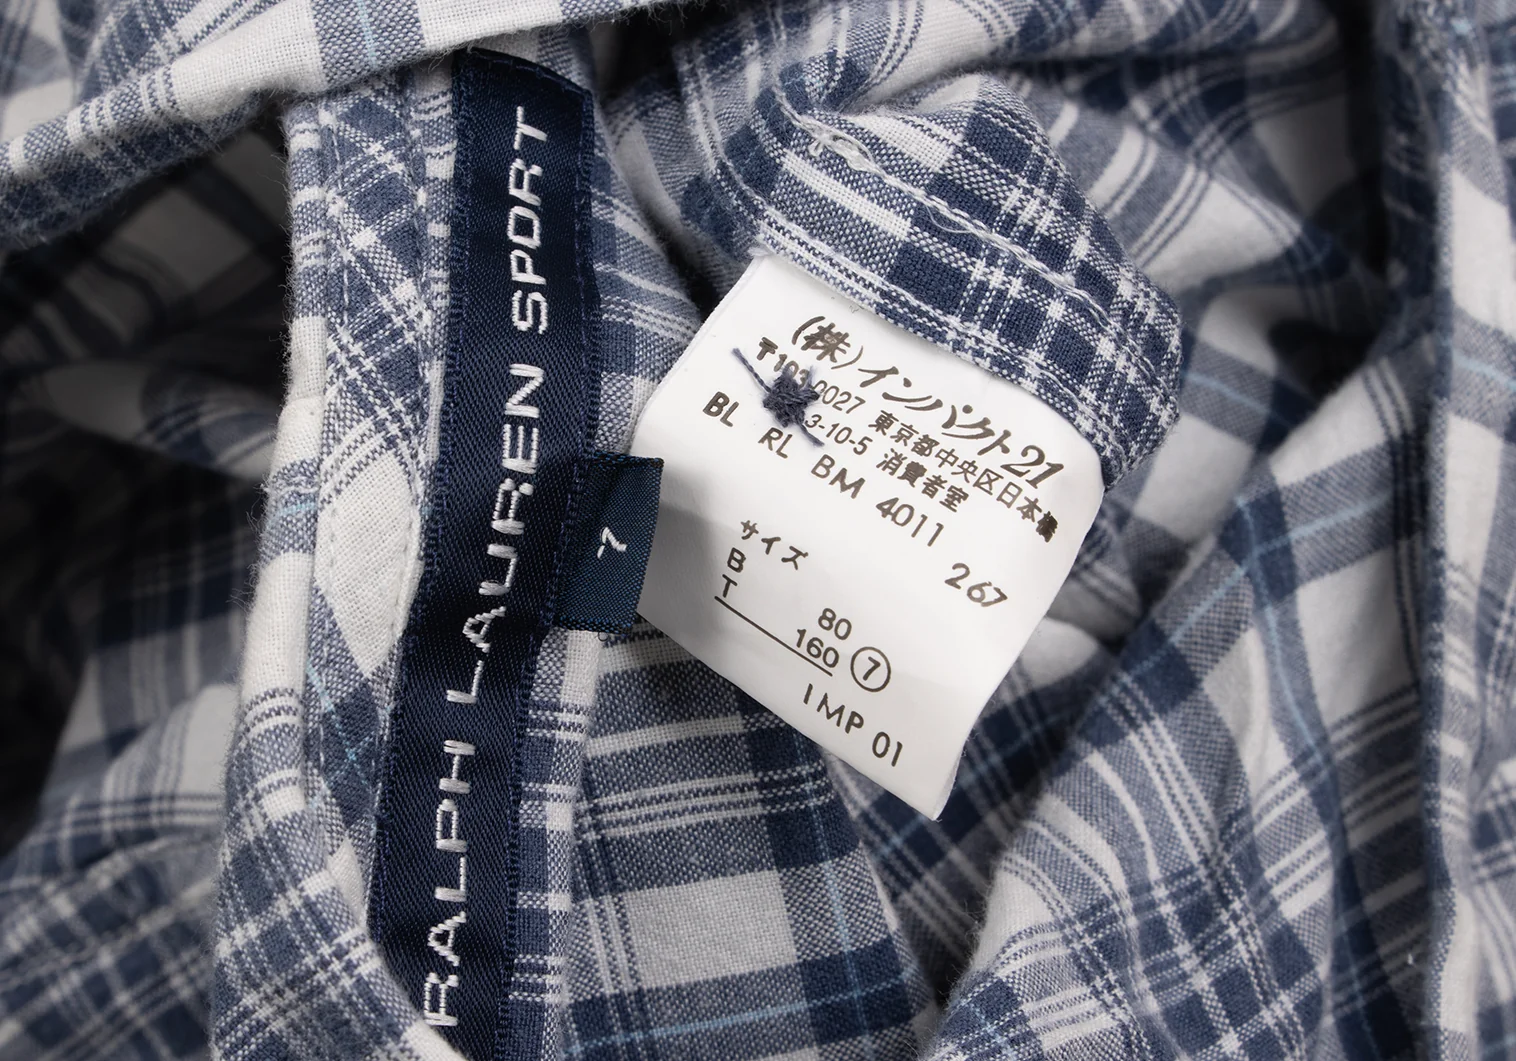 RALPH LAUREN SPORT
7
(株)インパクト21
〒103-0027 東京都中央区日本橋
3-10-5 消費者室
BL RL BM 4011 267
サイズ
B 80
T 160 ⑦
IMP 01